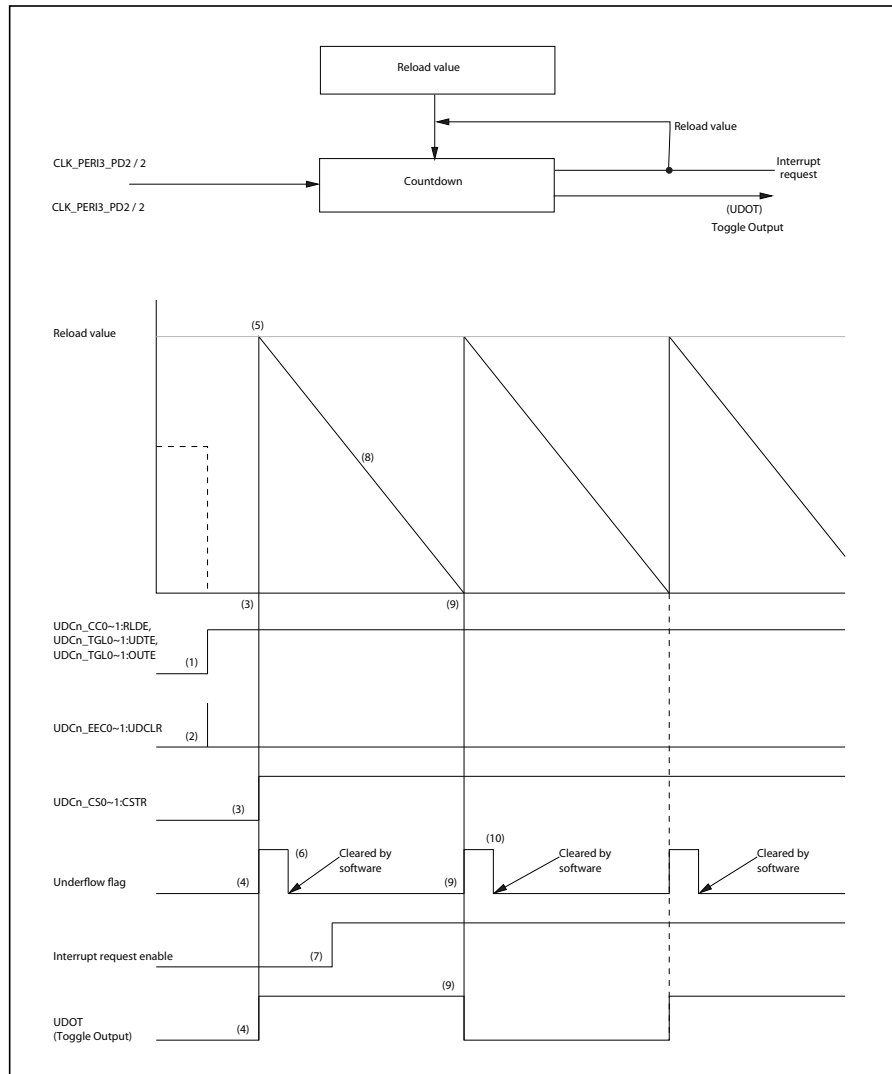 Reload value
Reload value
CLK_PERI3_PD2 / 2
Countdown
Interrupt
request
CLK_PERI3_PD2 / 2
(UDOT)
Toggle Output
Reload value
(5)
(8)
(3)
(9)
UDCn_CC0~1:RLDE,
UDCn_TGL0~1:UDTE,
UDCn_TGL0~1:OUTE
(1)
UDCn_EEC0~1:UDCLR
(2)
UDCn_CS0~1:CSTR
(3)
(6)
Cleared by
software
(10)
Cleared by
software
Cleared by
software
Underflow flag
(4)
(9)
Interrupt request enable
(7)
(9)
UDOT
(Toggle Output)
(4)